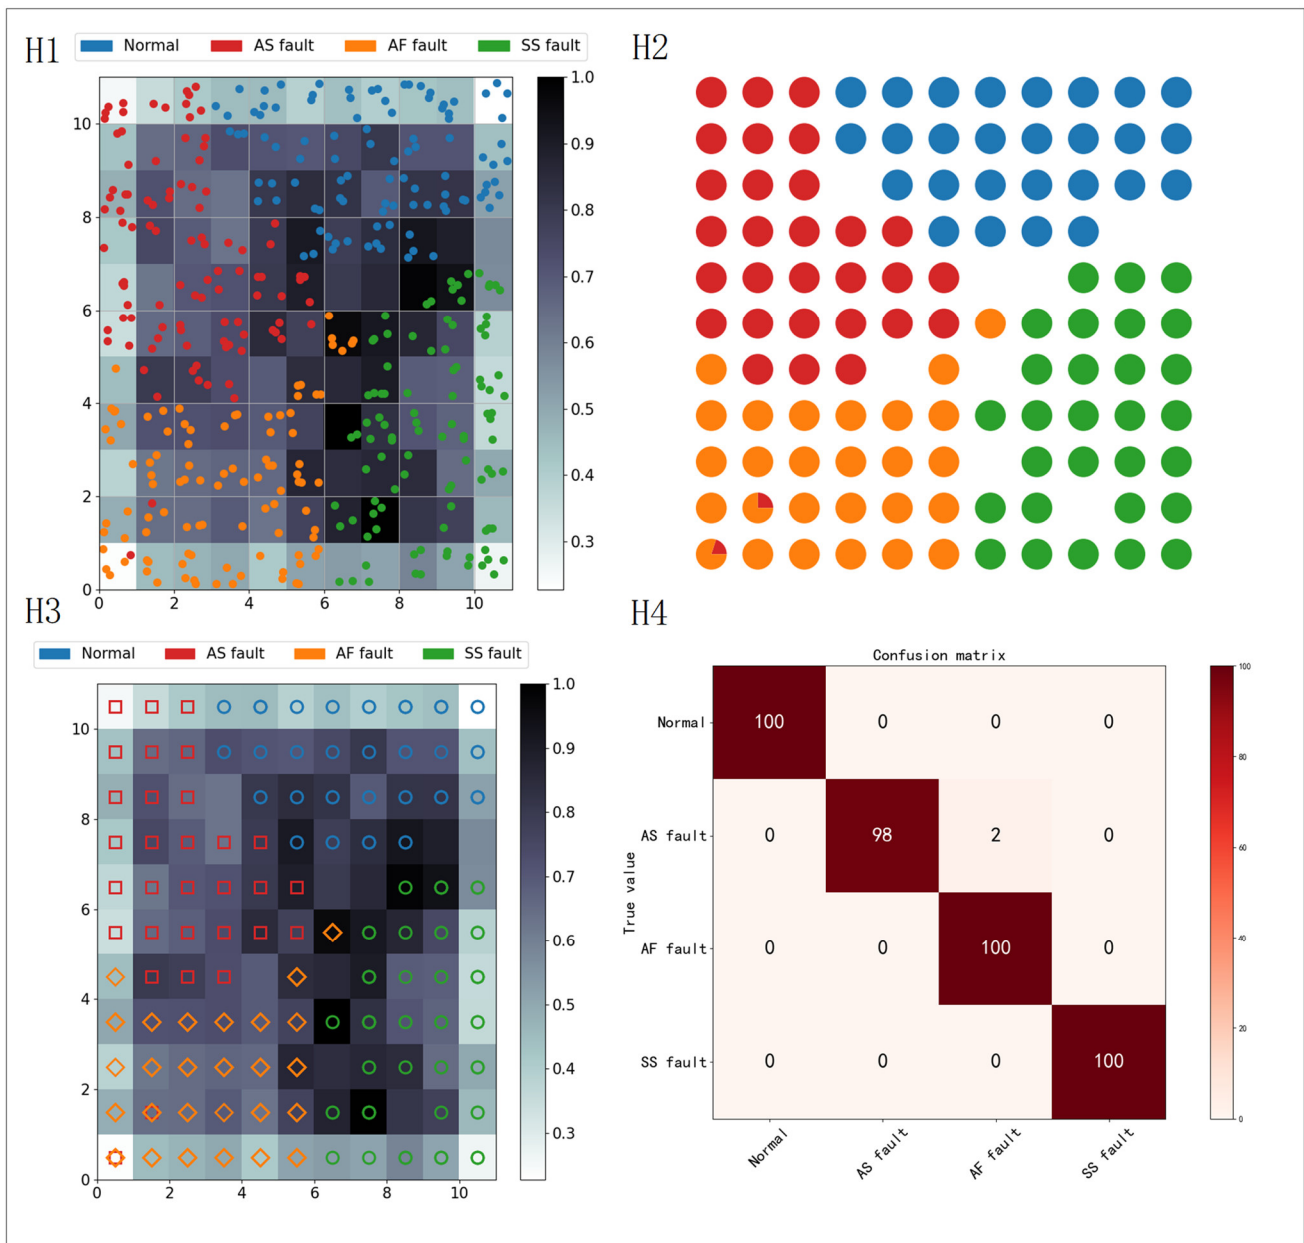 H1
Normal AS fault AF fault SS fault
10
8
6
4
2
0
0 2 4 6 8 10
1.0
0.9
0.8
0.7
0.6
0.5
0.4
0.3
H2
H3
Normal AS fault AF fault SS fault
10
8
6
4
2
0
0 2 4 6 8 10
1.0
0.9
0.8
0.7
0.6
0.5
0.4
0.3
H4
Confusion matrix
True value
Normal 100 0 0 0
AS fault 0 98 2 0
AF fault 0 0 100 0
SS fault 0 0 0 100
Normal AS fault AF fault SS fault
100
80
60
40
20
0